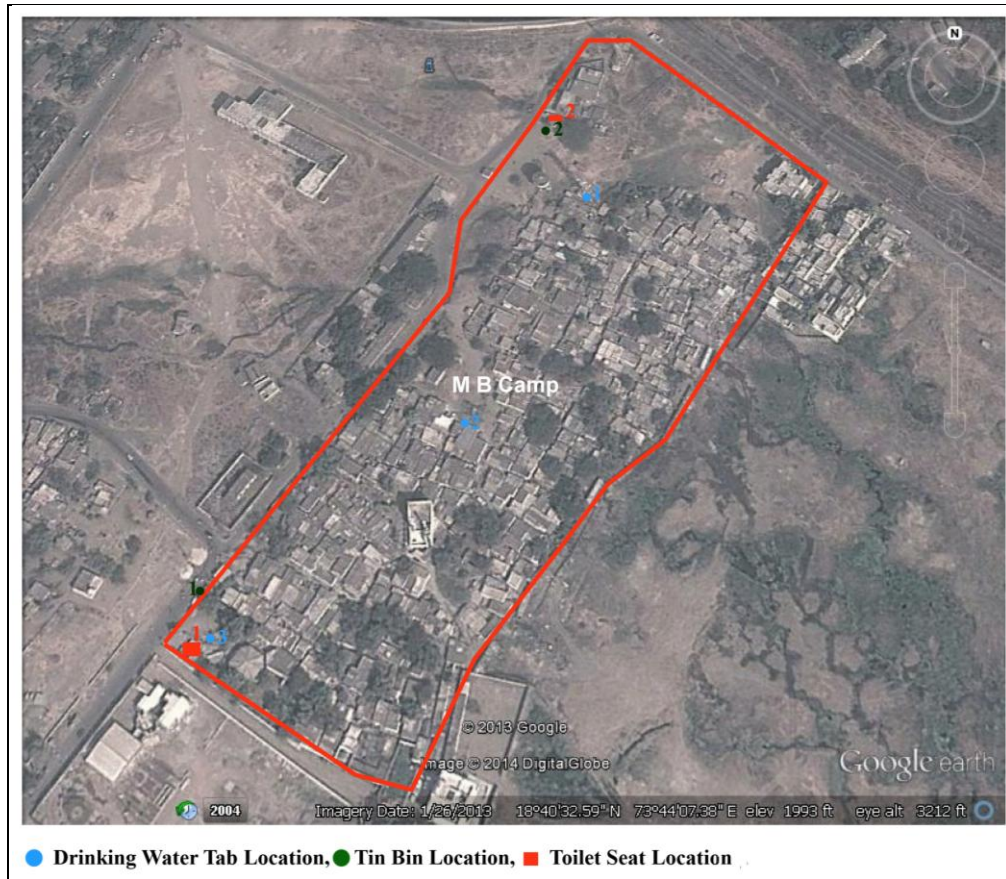 N
2
2
1
M B Camp
2
1
1
3
© 2013 Google
Image © 2014 DigitalGlobe
Google earth
2004 Imagery Date: 1/26/2013 18°40'32.59" N 73°44'07.38" E elev 1993 ft eye alt 3212 ft
Drinking Water Tab Location, Tin Bin Location, Toilet Seat Location